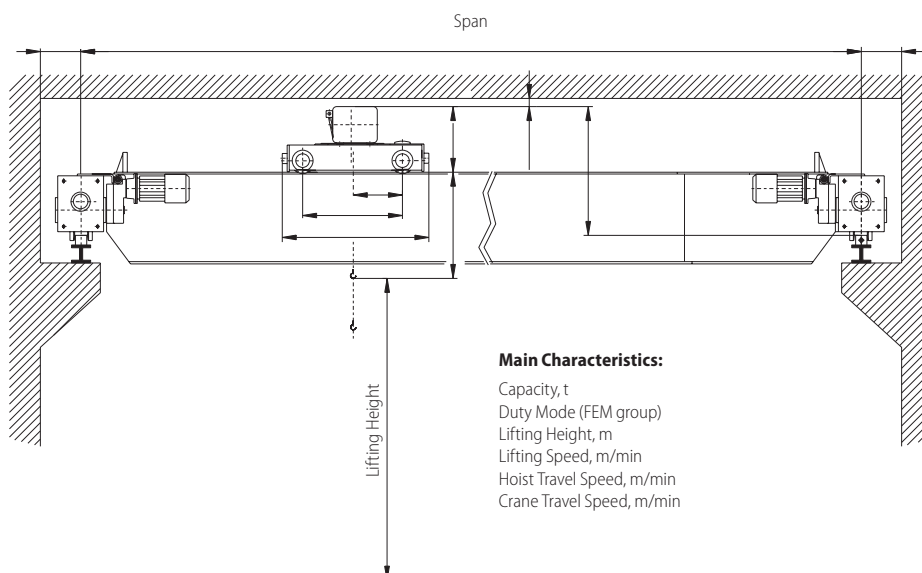 Span
Lifting Height
Main Characteristics:
Capacity, t
Duty Mode (FEM group)
Lifting Height, m
Lifting Speed, m/min
Hoist Travel Speed, m/min
Crane Travel Speed, m/min